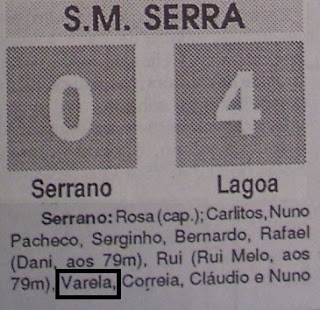 S.M. SERRA
0 4
Serrano Lagoa
Serrano: Rosa (cap.); Carlitos, Nuno
Pacheco, Serginho, Bernardo, Rafael
(Dani, aos 79m), Rui (Rui Melo, aos
79m), Varela, Correia, Cláudio e Nuno